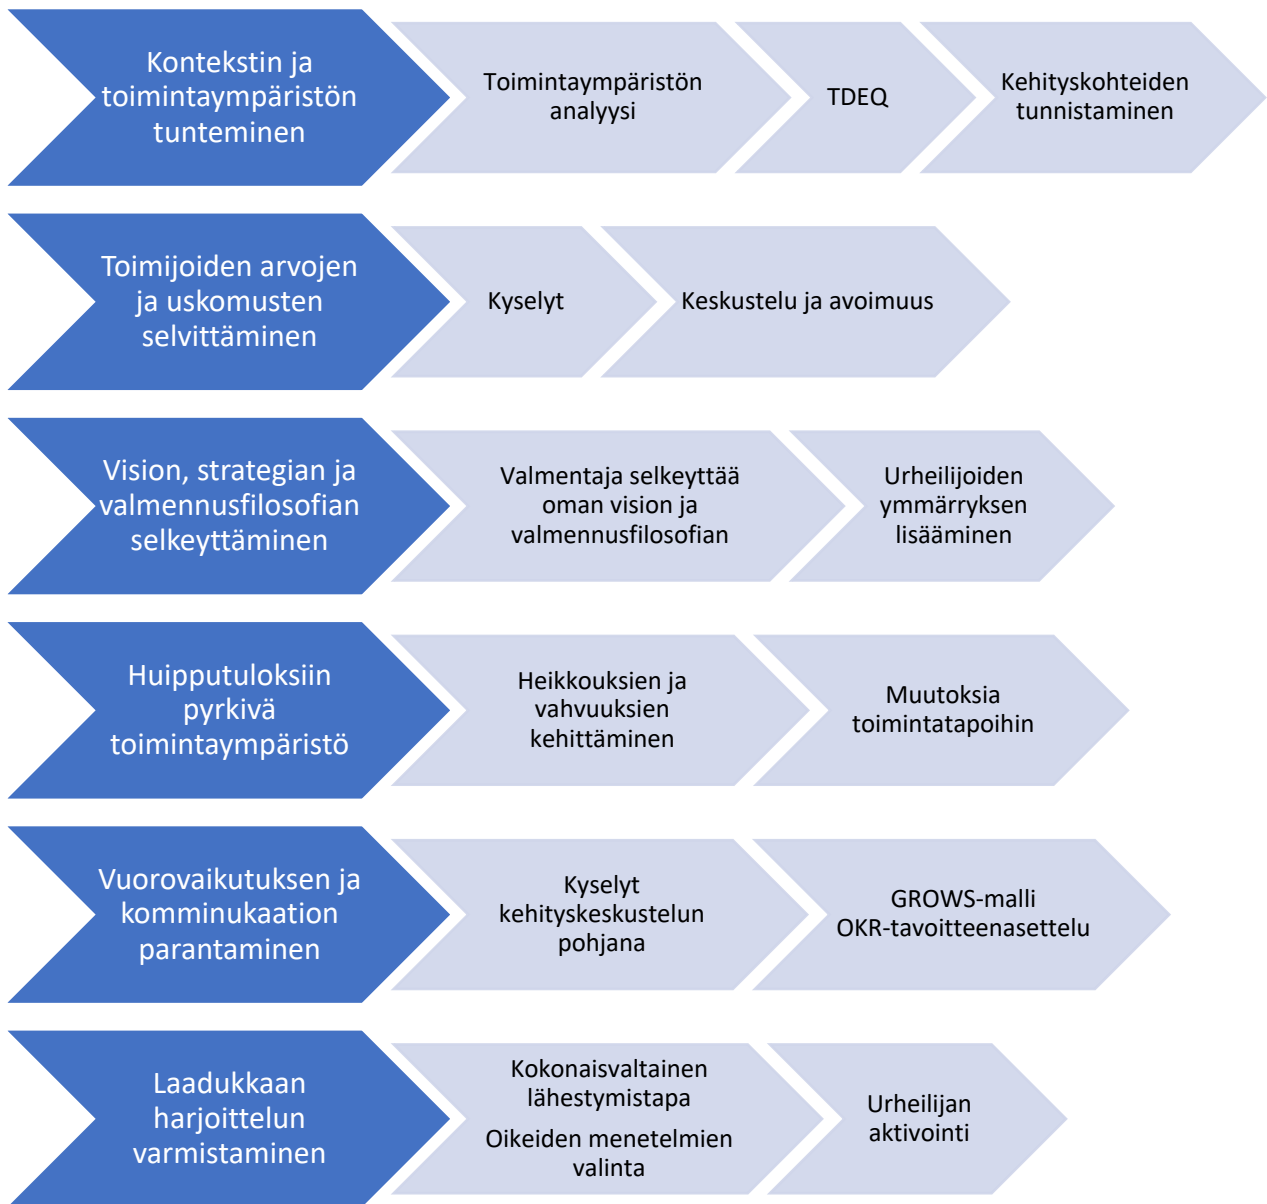 Kontekstin ja
toimintaympäristön
tunteminen
Toimintaympäristön
analyysi
TDEQ
Kehityskohteiden
tunnistaminen
Toimijoiden arvojen
ja uskomusten
selvittäminen
Kyselyt
Keskustelu ja avoimuus
Vision, strategian ja
valmennusfilosofian
selkeyttäminen
Valmentaja selkeyttää
oman vision ja
valmennusfilosofian
Urheilijoiden
ymmärryksen
lisääminen
Huipputuloksiin
pyrkivä
toimintaympäristö
Heikkouksien ja
vahvuuksien
kehittäminen
Muutoksia
toimintatapoihin
Vuorovaikutuksen ja
komminukaation
parantaminen
Kyselyt
kehityskeskustelun
pohjana
GROWS-malli
OKR-tavoitteenasettelu
Laadukkaan
harjoittelun
varmistaminen
Kokonaisvaltainen
lähestymistapa
Oikeiden menetelmien
valinta
Urheilijan
aktivointi